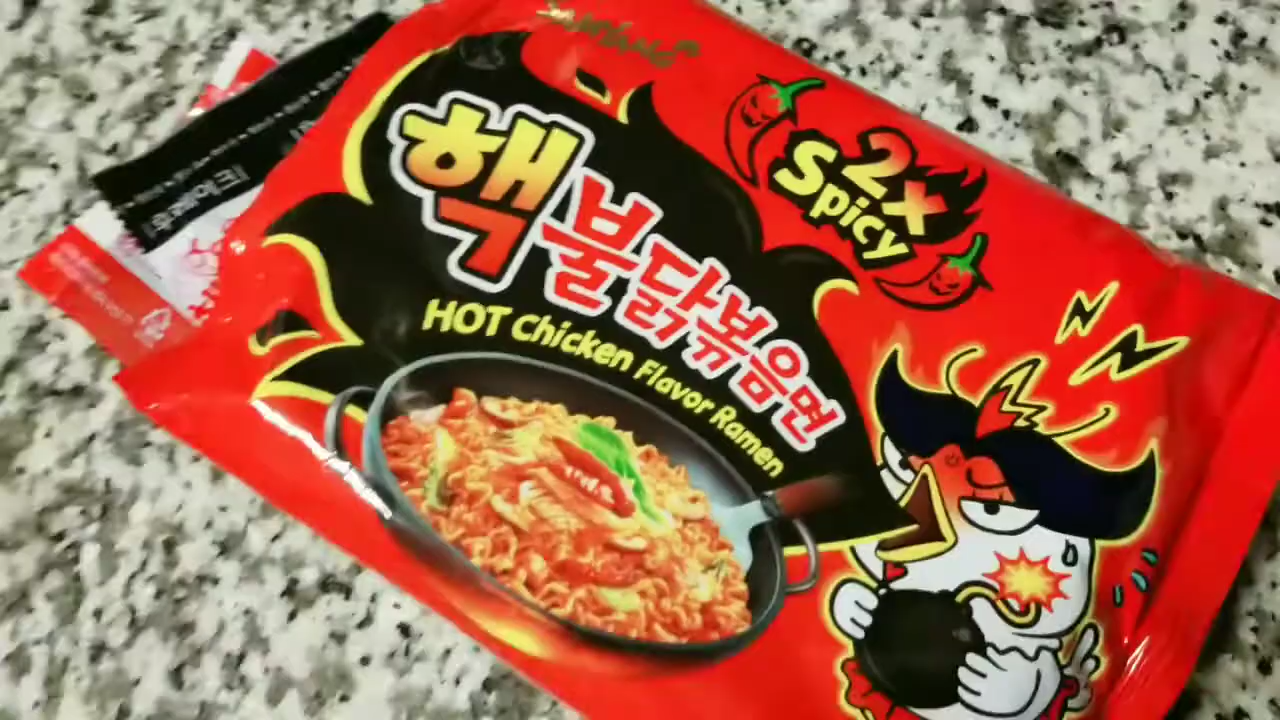 핵
불닭볶음면
HOT Chicken Flavor Ramen
2x
Spicy